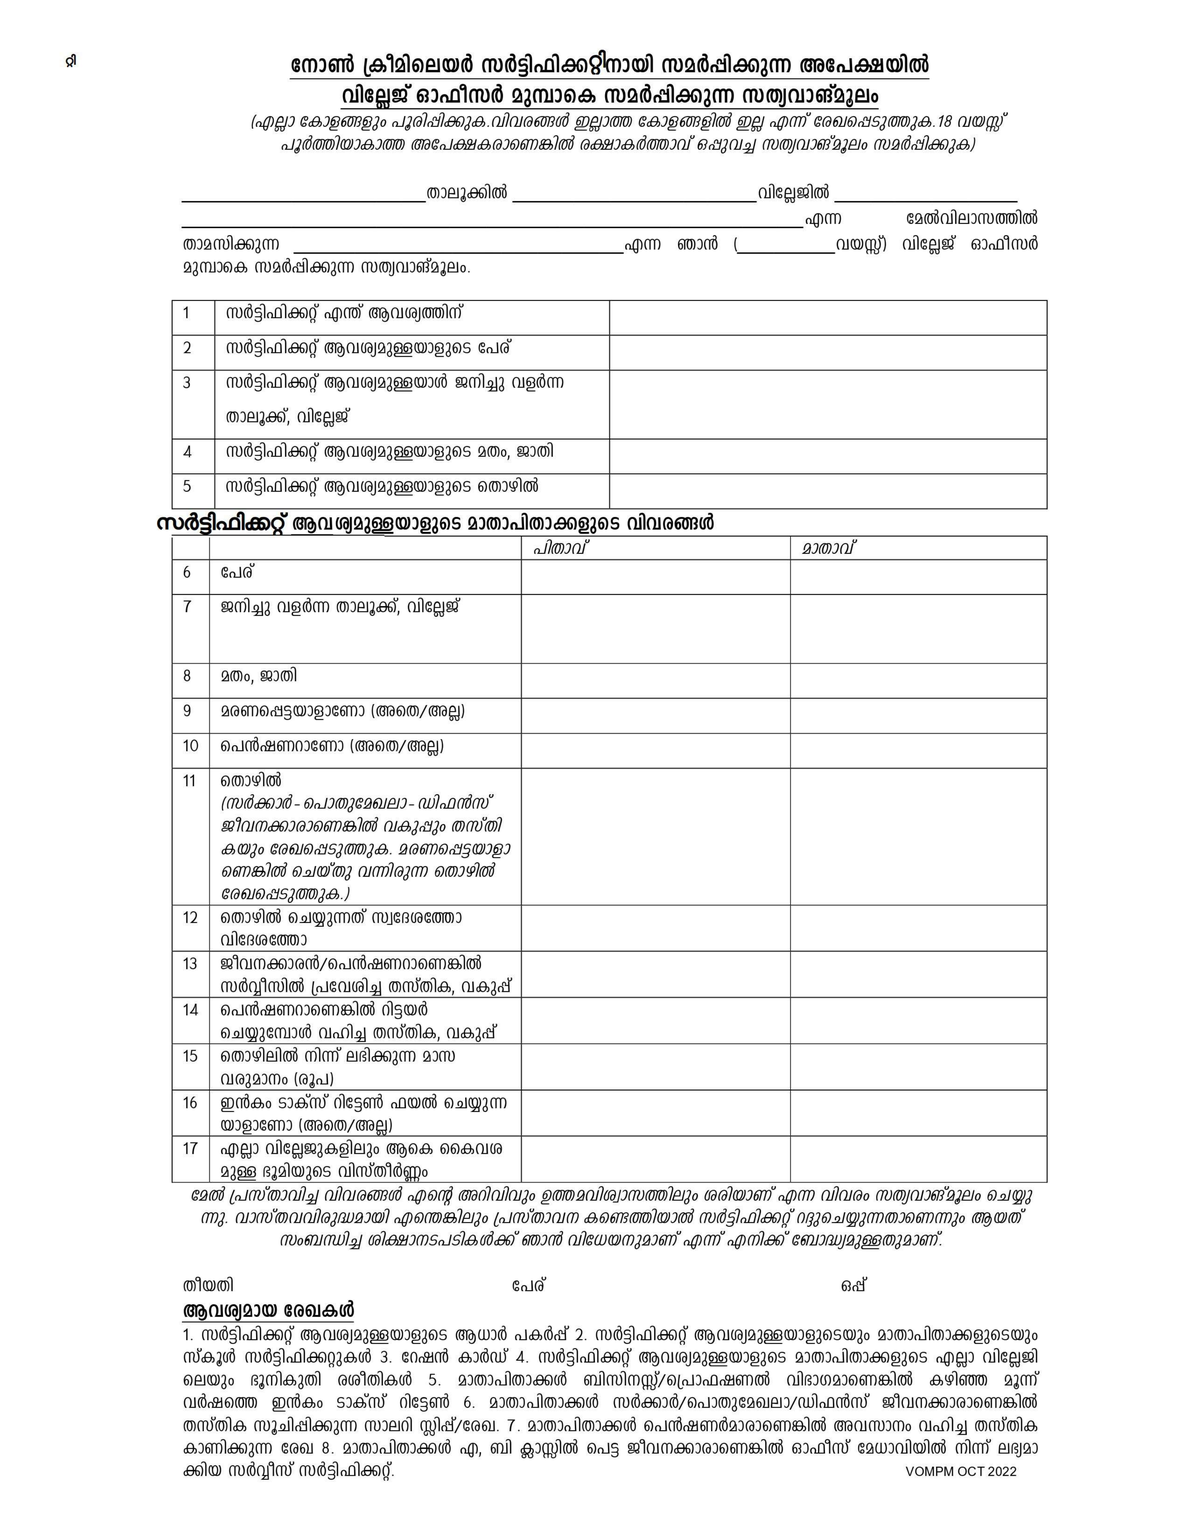 റ്റി
നോൺ ക്രീമിലെയർ സർട്ടിഫിക്കറ്റിനായി സമർപ്പിക്കുന്ന അപേക്ഷയിൽ
വില്ലേജ് ഓഫീസർ മുമ്പാകെ സമർപ്പിക്കുന്ന സത്യവാങ്മൂലം
(എല്ലാ കോളങ്ങളും പൂരിപ്പിക്കുക.വിവരങ്ങൾ ഇല്ലാത്ത കോളങ്ങളിൽ ഇല്ല എന്ന് രേഖപ്പെടുത്തുക.18 വയസ്സ്
പൂർത്തിയാകാത്ത അപേക്ഷകരാണെങ്കിൽ രക്ഷാകർത്താവ് ഒപ്പുവച്ച സത്യവാങ്മൂലം സമർപ്പിക്കുക)
__________താലൂക്കിൽ __________വില്ലേജിൽ __________
__________എന്ന മേൽവിലാസത്തിൽ
താമസിക്കുന്ന __________എന്ന ഞാൻ (__________വയസ്സ്) വില്ലേജ് ഓഫീസർ
മുമ്പാകെ സമർപ്പിക്കുന്ന സത്യവാങ്മൂലം.
1 സർട്ടിഫിക്കറ്റ് എന്ത് ആവശ്യത്തിന്
2 സർട്ടിഫിക്കറ്റ് ആവശ്യമുള്ളയാളുടെ പേര്
3 സർട്ടിഫിക്കറ്റ് ആവശ്യമുള്ളയാൾ ജനിച്ചു വളർന്ന
താലൂക്ക്, വില്ലേജ്
4 സർട്ടിഫിക്കറ്റ് ആവശ്യമുള്ളയാളുടെ മതം, ജാതി
5 സർട്ടിഫിക്കറ്റ് ആവശ്യമുള്ളയാളുടെ തൊഴിൽ
സർട്ടിഫിക്കറ്റ് ആവശ്യമുള്ളയാളുടെ മാതാപിതാക്കളുടെ വിവരങ്ങൾ
പിതാവ് മാതാവ്
6 പേര്
7 ജനിച്ചു വളർന്ന താലൂക്ക്, വില്ലേജ്
8 മതം, ജാതി
9 മരണപ്പെട്ടയാളാണോ (അതെ/അല്ല)
10 പെൻഷണറാണോ (അതെ/അല്ല)
11 തൊഴിൽ
(സർക്കാർ-പൊതുമേഖലാ-ഡിഫൻസ്
ജീവനക്കാരാണെങ്കിൽ വകുപ്പും തസ്തി
കയും രേഖപ്പെടുത്തുക. മരണപ്പെട്ടയാളാ
ണെങ്കിൽ ചെയ്തു വന്നിരുന്ന തൊഴിൽ
രേഖപ്പെടുത്തുക.)
12 തൊഴിൽ ചെയ്യുന്നത് സ്വദേശത്തോ
വിദേശത്തോ
13 ജീവനക്കാരൻ/പെൻഷണറാണെങ്കിൽ
സർവ്വീസിൽ പ്രവേശിച്ച തസ്തിക, വകുപ്പ്
14 പെൻഷണറാണെങ്കിൽ റിട്ടയർ
ചെയ്യുമ്പോൾ വഹിച്ച തസ്തിക, വകുപ്പ്
15 തൊഴിലിൽ നിന്ന് ലഭിക്കുന്ന മാസ
വരുമാനം (രൂപ)
16 ഇൻകം ടാക്സ് റിട്ടേൺ ഫയൽ ചെയ്യുന്ന
യാളാണോ (അതെ/അല്ല)
17 എല്ലാ വില്ലേജുകളിലും ആകെ കൈവശ
മുള്ള ഭൂമിയുടെ വിസ്തീർണ്ണം
മേൽ പ്രസ്താവിച്ച വിവരങ്ങൾ എന്റെ അറിവിലും ഉത്തമവിശ്വാസത്തിലും ശരിയാണ് എന്ന വിവരം സത്യവാങ്മൂലം ചെയ്യു
ന്നു. വാസ്തവവിരുദ്ധമായി എന്തെങ്കിലും പ്രസ്താവന കണ്ടെത്തിയാൽ സർട്ടിഫിക്കറ്റ് റദ്ദുചെയ്യുന്നതാണെന്നും ആയത്
സംബന്ധിച്ച ശിക്ഷാനടപടികൾക്ക് ഞാൻ വിധേയനുമാണ് എന്ന് എനിക്ക് ബോദ്ധ്യമുള്ളതുമാണ്.
തീയതി പേര് ഒപ്പ്
ആവശ്യമായ രേഖകൾ
1. സർട്ടിഫിക്കറ്റ് ആവശ്യമുള്ളയാളുടെ ആധാർ പകർപ്പ് 2. സർട്ടിഫിക്കറ്റ് ആവശ്യമുള്ളയാളുടെയും മാതാപിതാക്കളുടെയും
സ്കൂൾ സർട്ടിഫിക്കറ്റുകൾ 3. റേഷൻ കാർഡ് 4. സർട്ടിഫിക്കറ്റ് ആവശ്യമുള്ളയാളുടെ മാതാപിതാക്കളുടെ എല്ലാ വില്ലേജി
ലെയും ഭൂനികുതി രശീതികൾ 5. മാതാപിതാക്കൾ ബിസിനസ്സ്/പ്രൊഫഷണൽ വിഭാഗമാണെങ്കിൽ കഴിഞ്ഞ മൂന്ന്
വർഷത്തെ ഇൻകം ടാക്സ് റിട്ടേൺ 6. മാതാപിതാക്കൾ സർക്കാർ/പൊതുമേഖലാ/ഡിഫൻസ് ജീവനക്കാരാണെങ്കിൽ
തസ്തിക സൂചിപ്പിക്കുന്ന സാലറി സ്ലിപ്പ്/രേഖ. 7. മാതാപിതാക്കൾ പെൻഷണർമാരാണെങ്കിൽ അവസാനം വഹിച്ച തസ്തിക
കാണിക്കുന്ന രേഖ 8. മാതാപിതാക്കൾ എ, ബി ക്ലാസ്സിൽ പെട്ട ജീവനക്കാരാണെങ്കിൽ ഓഫീസ് മേധാവിയിൽ നിന്ന് ലഭ്യമാ
ക്കിയ സർവ്വീസ് സർട്ടിഫിക്കറ്റ്. VOMPM OCT 2022